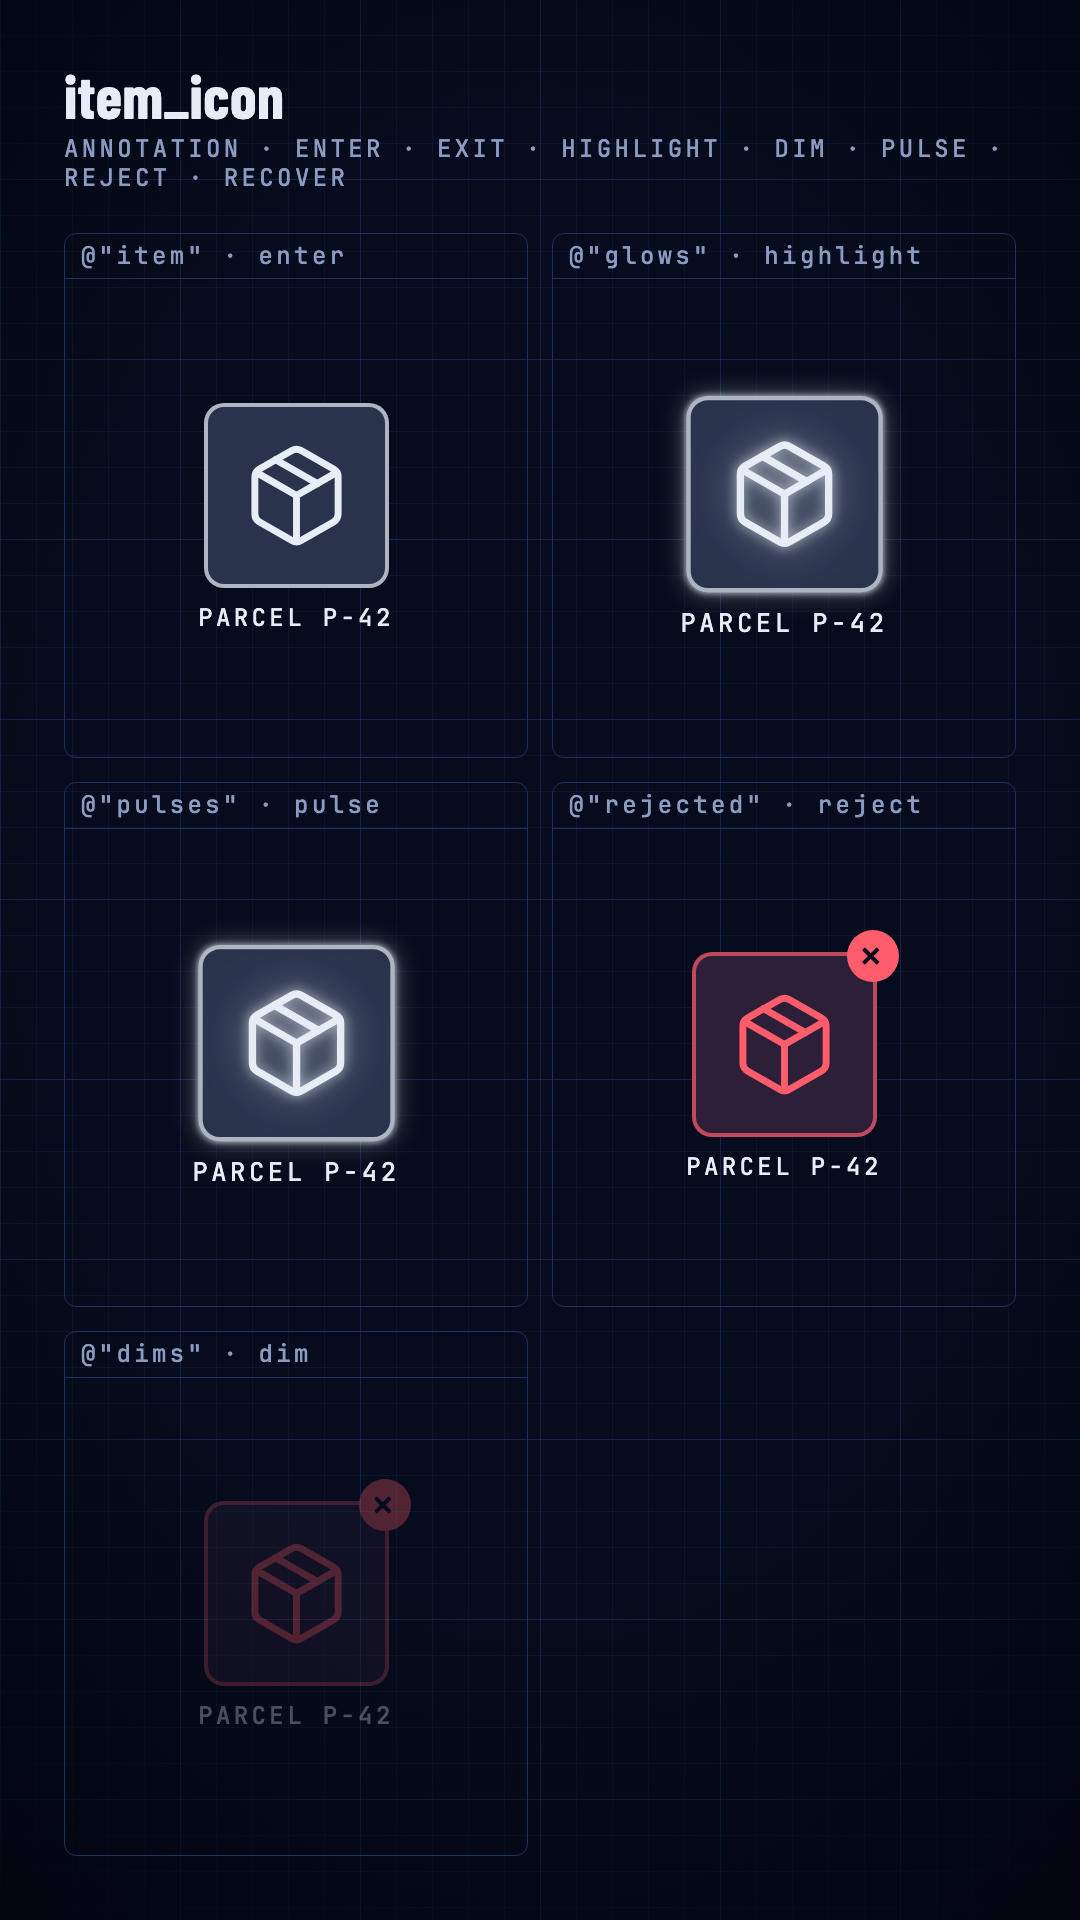 item_icon
ANNOTATION · ENTER · EXIT · HIGHLIGHT · DIM · PULSE ·
REJECT · RECOVER
@"item" · enter
@"glows" · highlight
PARCEL P-42
PARCEL P-42
@"pulses" · pulse
@"rejected" · reject
PARCEL P-42
PARCEL P-42
@"dims" · dim
PARCEL P-42